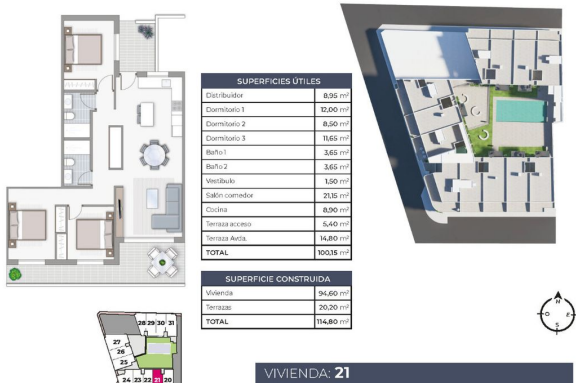 SUPERFICIES ÚTILES
Distribuidor 8,95 m²
Dormitorio 1 12,00 m²
Dormitorio 2 8,50 m²
Dormitorio 3 11,65 m²
Baño 1 3,65 m²
Baño 2 3,65 m²
Vestíbulo 1,50 m²
Salón comedor 21,15 m²
Cocina 8,90 m²
Terraza acceso 5,40 m²
Terraza Avda. 14,80 m²
TOTAL 100,15 m²
SUPERFICIE CONSTRUIDA
Vivienda 94,60 m²
Terrazas 20,20 m²
TOTAL 114,80 m²
N
O E
S
28 29 30 31
27
26
25
24 23 22 21 20
VIVIENDA: 21